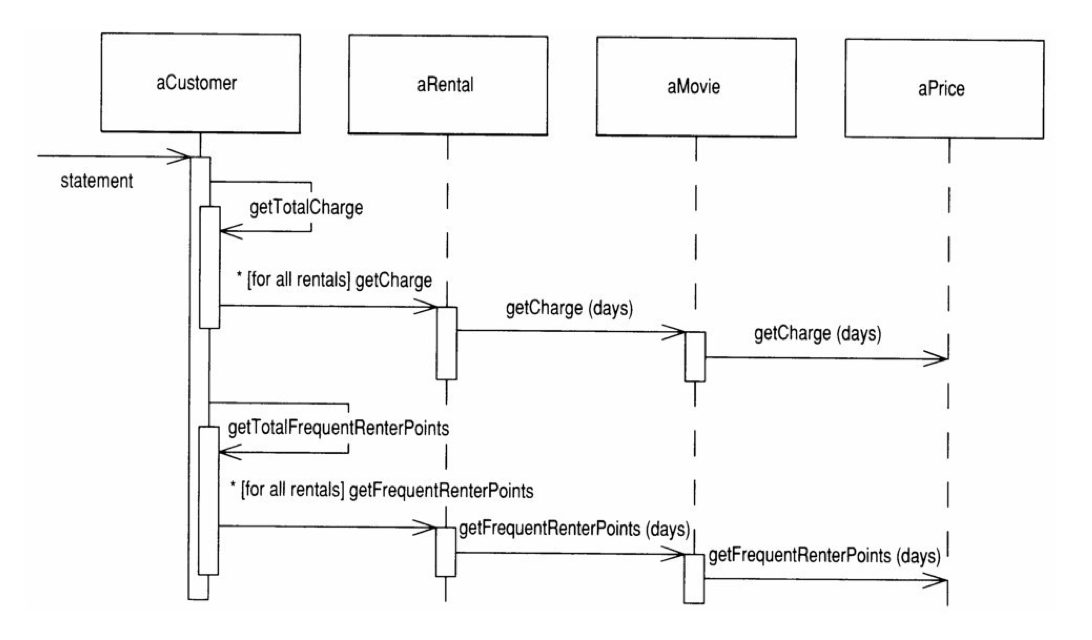 aCustomer
aRental
aMovie
aPrice
statement
getTotalCharge
* [for all rentals] getCharge
getCharge (days)
getCharge (days)
getTotalFrequentRenterPoints
* [for all rentals] getFrequentRenterPoints
getFrequentRenterPoints (days)
getFrequentRenterPoints (days)